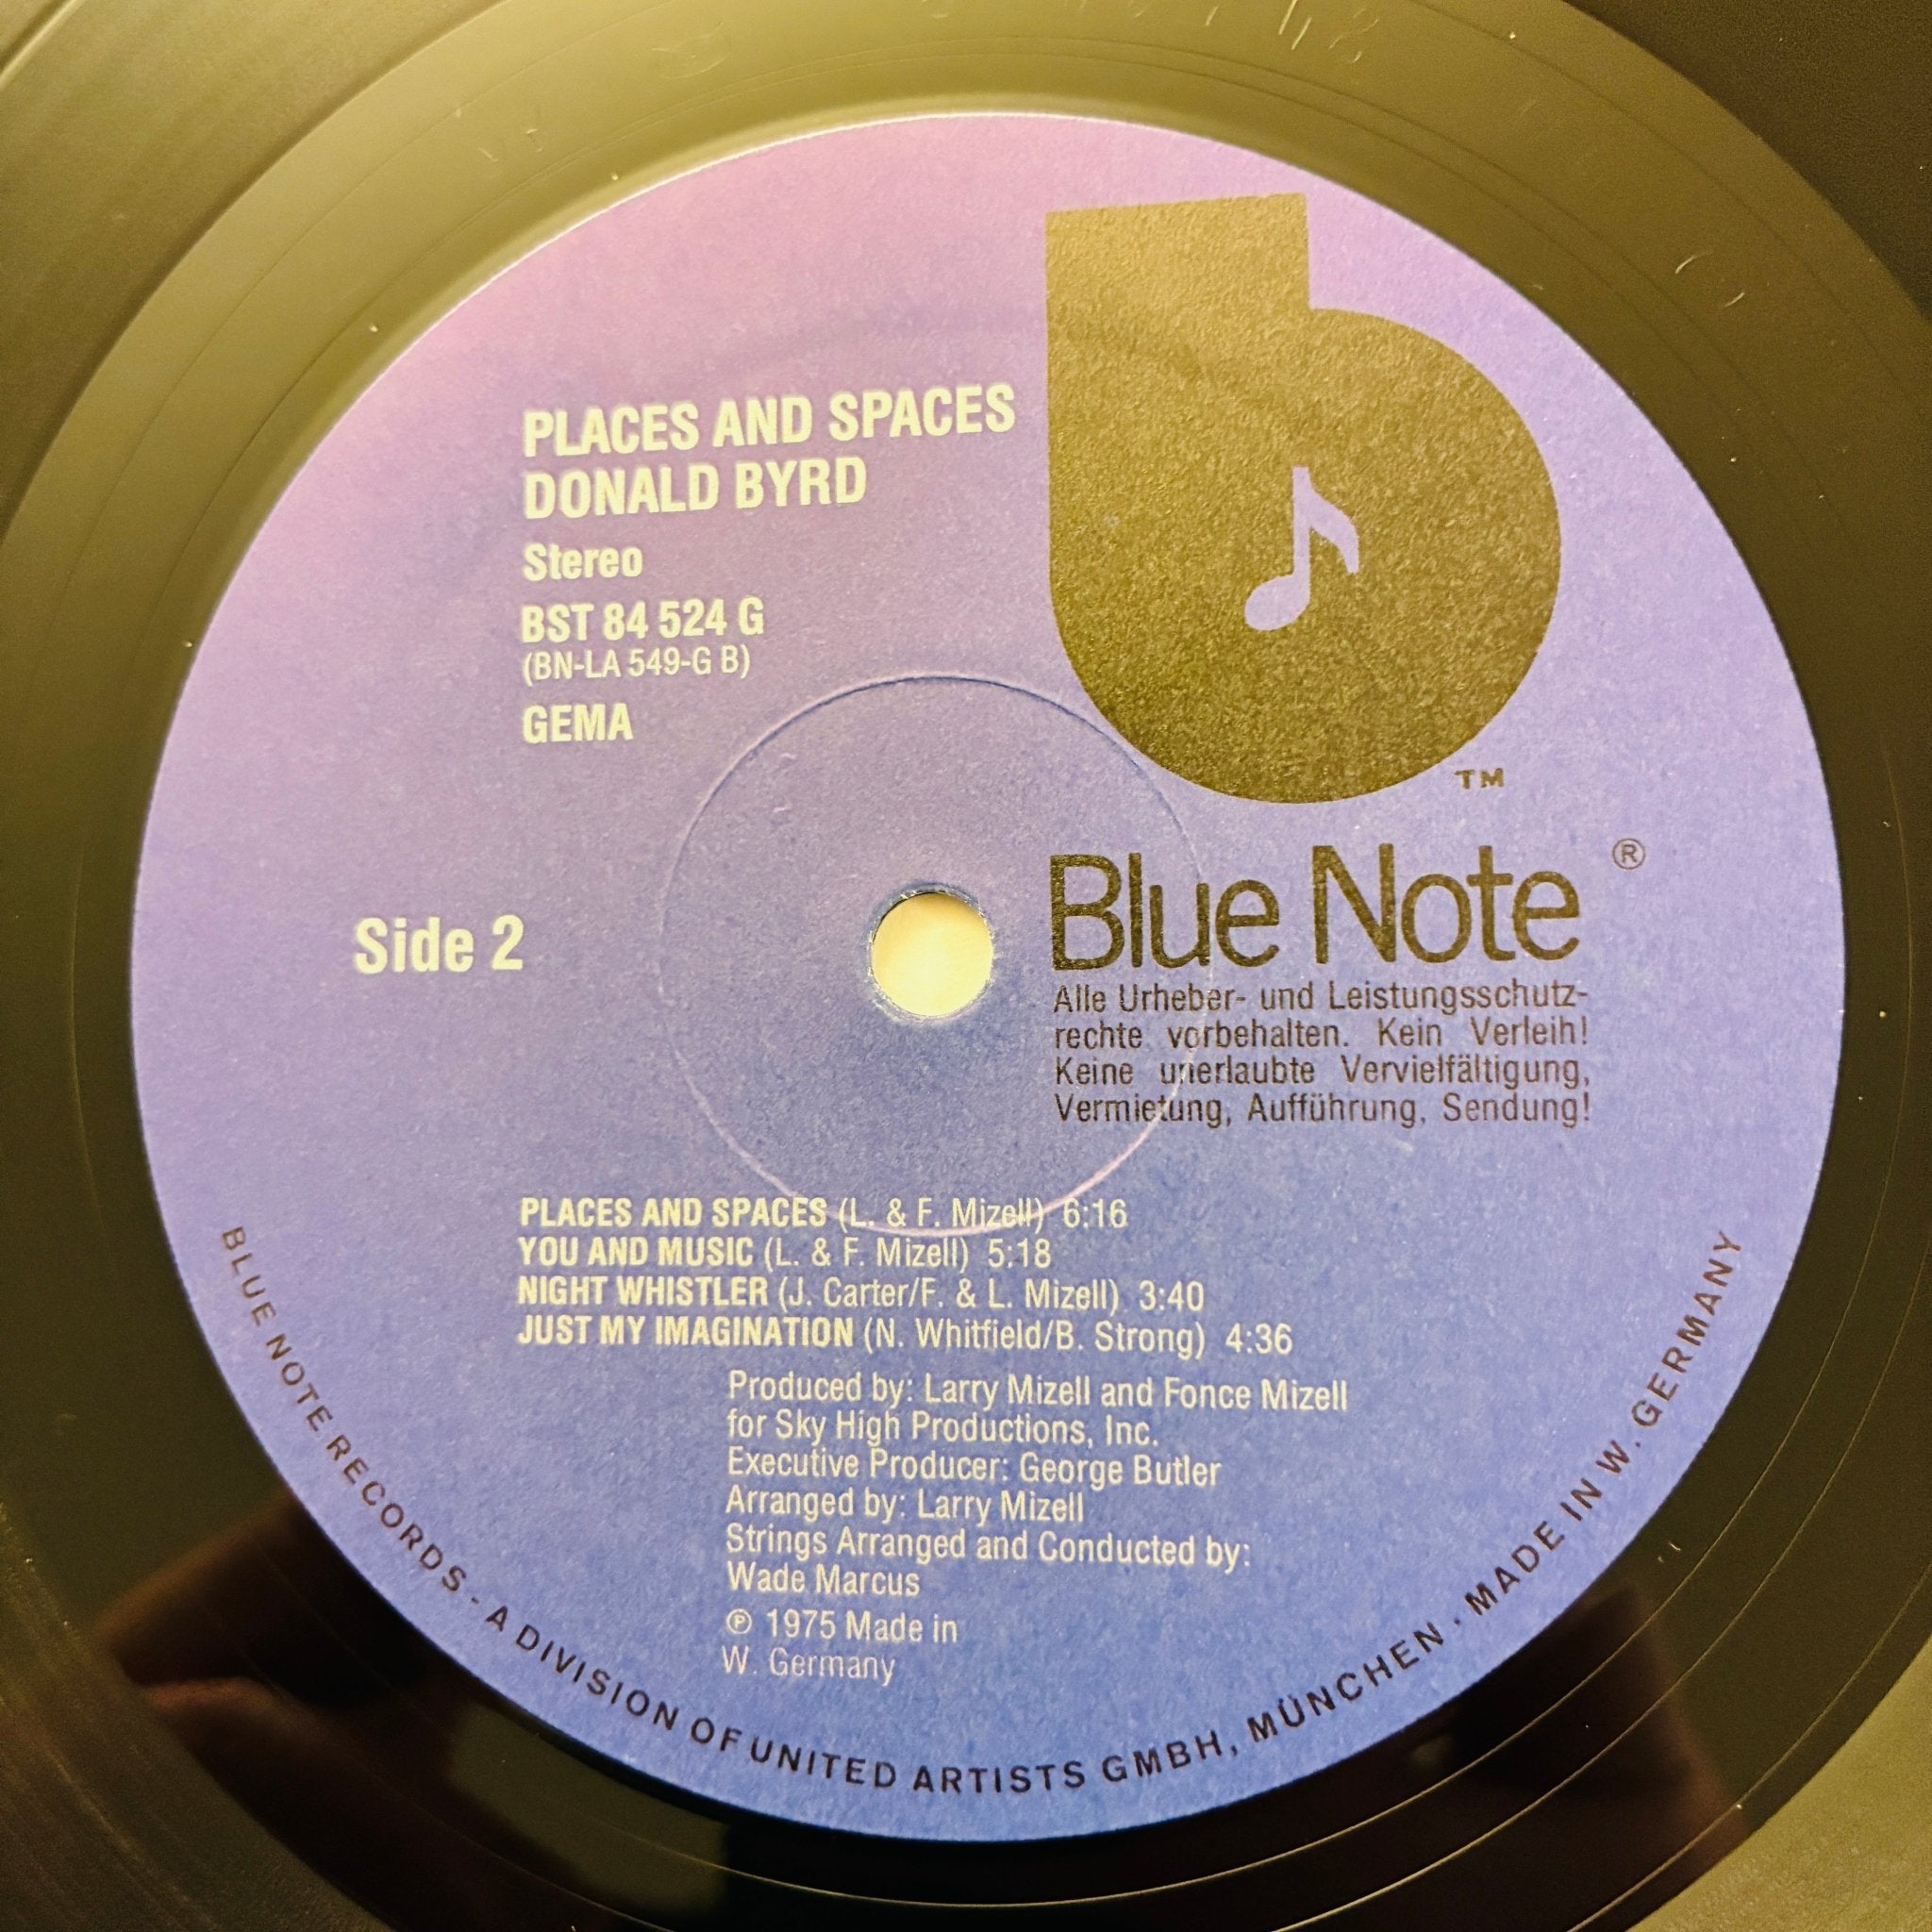 PLACES AND SPACES
DONALD BYRD
Stereo
BST 84 524 G
(BN-LA 549-G B)
GEMA
Side 2
TM
Blue Note ®
Alle Urheber- und Leistungsschutz-
rechte vorbehalten. Kein Verleih!
Keine unerlaubte Vervielfältigung,
Vermietung, Aufführung, Sendung!
PLACES AND SPACES (L. & F. Mizell) 6:16
YOU AND MUSIC (L. & F. Mizell) 5:18
NIGHT WHISTLER (J. Carter/F. & L. Mizell) 3:40
JUST MY IMAGINATION (N. Whitfield/B. Strong) 4:36
Produced by: Larry Mizell and Fonce Mizell
for Sky High Productions, Inc.
Executive Producer: George Butler
Arranged by: Larry Mizell
Strings Arranged and Conducted by:
Wade Marcus
℗ 1975 Made in
W. Germany
BLUE NOTE RECORDS - A DIVISION OF UNITED ARTISTS GMBH, MÜNCHEN · MADE IN W. GERMANY